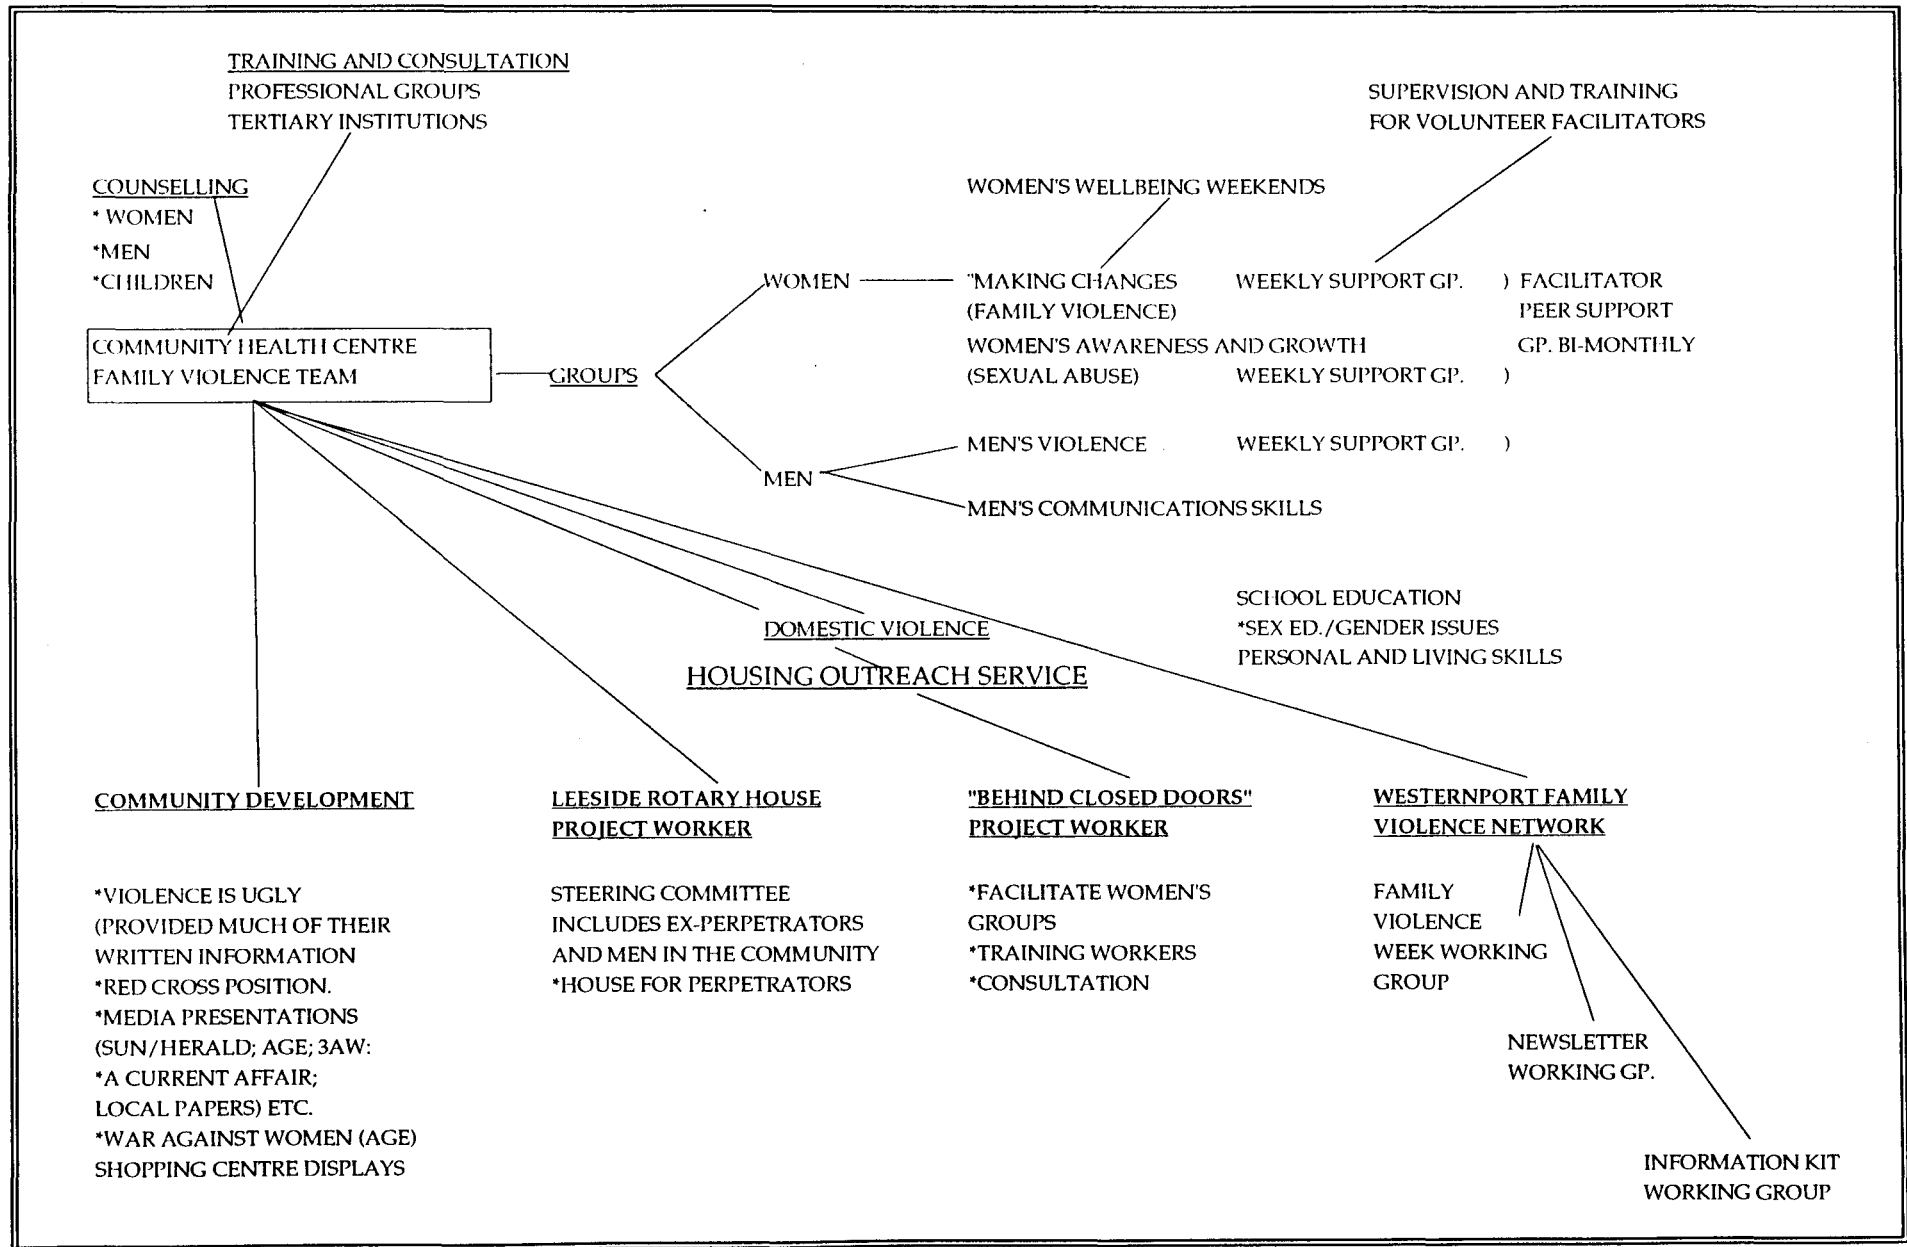 TRAINING AND CONSULTATION
PROFESSIONAL GROUPS
TERTIARY INSTITUTIONS
SUPERVISION AND TRAINING
FOR VOLUNTEER FACILITATORS
COUNSELLING
* WOMEN
*MEN
*CHILDREN
WOMEN'S WELLBEING WEEKENDS
COMMUNITY HEALTH CENTRE
FAMILY VIOLENCE TEAM
GROUPS
WOMEN
"MAKING CHANGES WEEKLY SUPPORT GP. ) FACILITATOR
(FAMILY VIOLENCE) PEER SUPPORT
WOMEN'S AWARENESS AND GROWTH GP. BI-MONTHLY
(SEXUAL ABUSE) WEEKLY SUPPORT GP. )
MEN'S VIOLENCE WEEKLY SUPPORT GP. )
MEN
MEN'S COMMUNICATIONS SKILLS
DOMESTIC VIOLENCE
HOUSING OUTREACH SERVICE
SCHOOL EDUCATION
*SEX ED./GENDER ISSUES
PERSONAL AND LIVING SKILLS
COMMUNITY DEVELOPMENT
*VIOLENCE IS UGLY
(PROVIDED MUCH OF THEIR
WRITTEN INFORMATION
*RED CROSS POSITION.
*MEDIA PRESENTATIONS
(SUN/HERALD; AGE; 3AW:
*A CURRENT AFFAIR;
LOCAL PAPERS) ETC.
*WAR AGAINST WOMEN (AGE)
SHOPPING CENTRE DISPLAYS
LEESIDE ROTARY HOUSE
PROJECT WORKER
STEERING COMMITTEE
INCLUDES EX-PERPETRATORS
AND MEN IN THE COMMUNITY
*HOUSE FOR PERPETRATORS
"BEHIND CLOSED DOORS"
PROJECT WORKER
*FACILITATE WOMEN'S
GROUPS
*TRAINING WORKERS
*CONSULTATION
WESTERNPORT FAMILY
VIOLENCE NETWORK
FAMILY
VIOLENCE
WEEK WORKING
GROUP
NEWSLETTER
WORKING GP.
INFORMATION KIT
WORKING GROUP